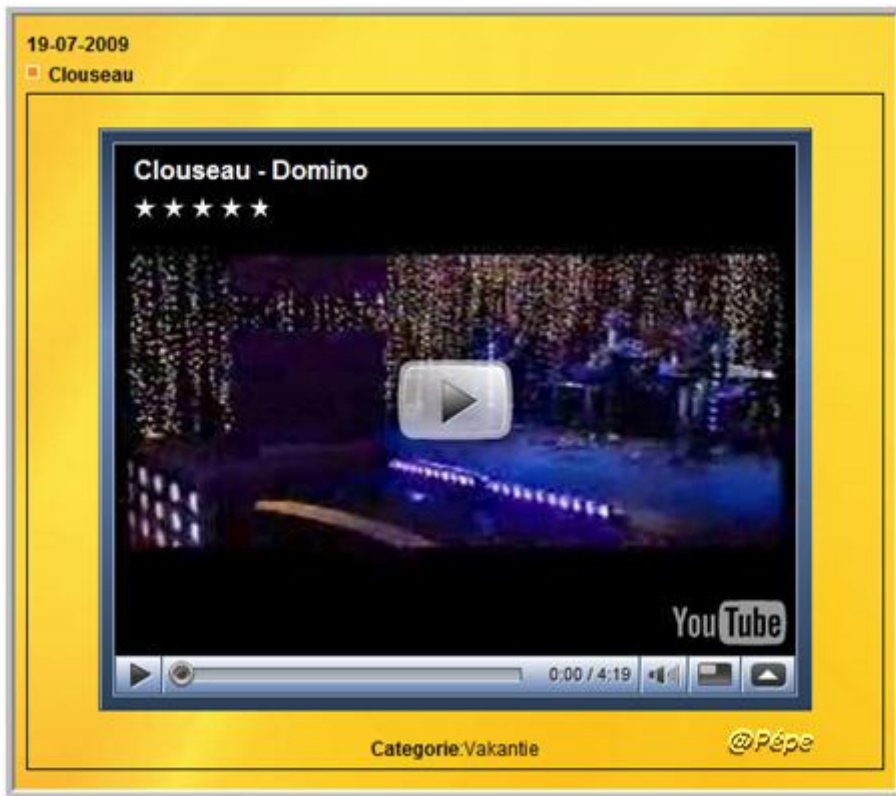 19-07-2009
Clouseau
Clouseau - Domino
YouTube
0:00 / 4:19
Categorie:Vakantie
@Pépe